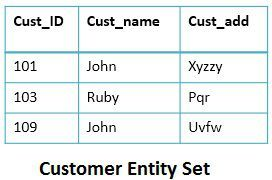 Cust_ID Cust_name Cust_add
101 John Xyzzy
103 Ruby Pqr
109 John Uvfw
Customer Entity Set